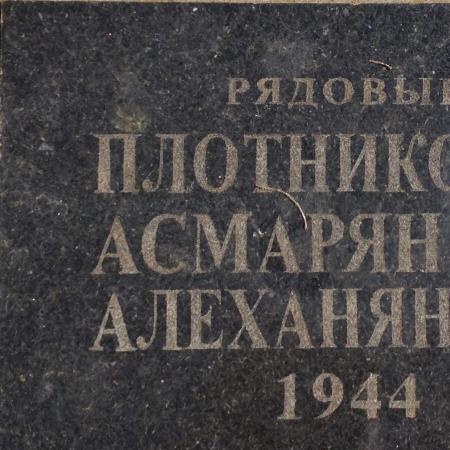 РЯДОВЫ
ПЛОТНИКО
АСМАРЯН
АЛЕХАНЯН
1944